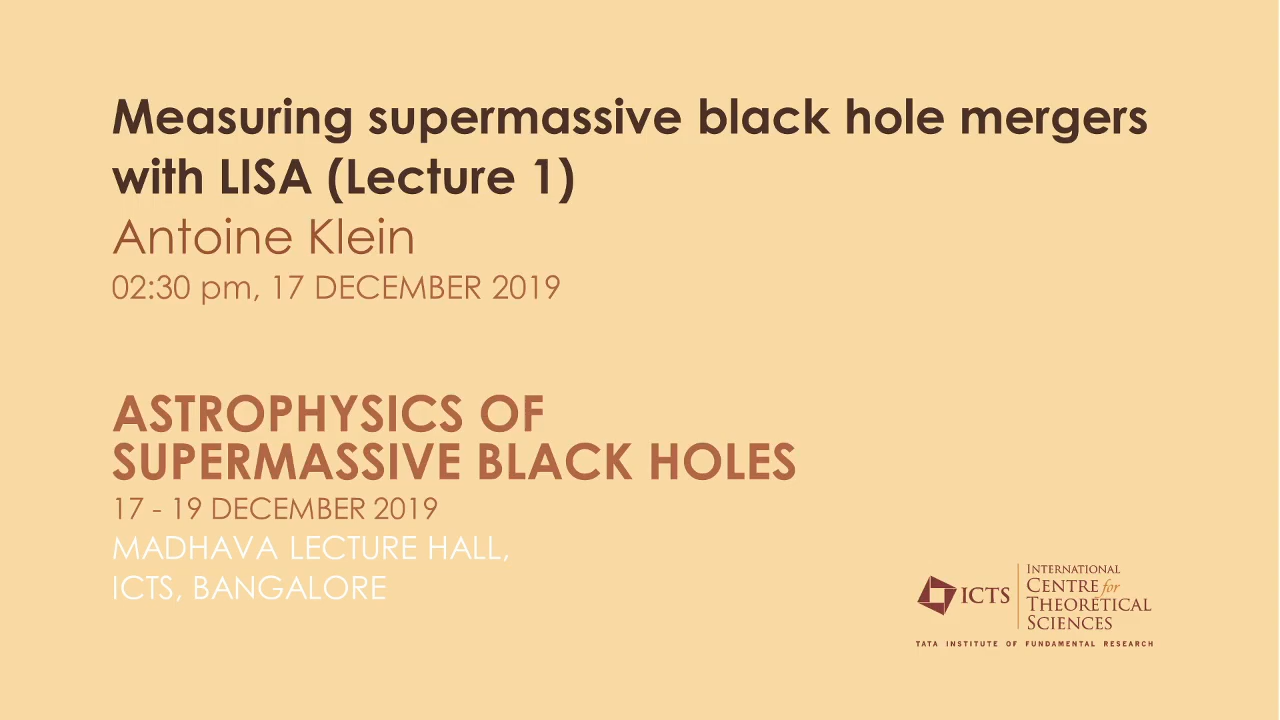 Measuring supermassive black hole mergers
with LISA (Lecture 1)
Antoine Klein
02:30 pm, 17 DECEMBER 2019
ASTROPHYSICS OF
SUPERMASSIVE BLACK HOLES
17 - 19 DECEMBER 2019
MADHAVA LECTURE HALL,
ICTS, BANGALORE
ICTS
INTERNATIONAL
CENTRE for
THEORETICAL
SCIENCES
TATA INSTITUTE OF FUNDAMENTAL RESEARCH